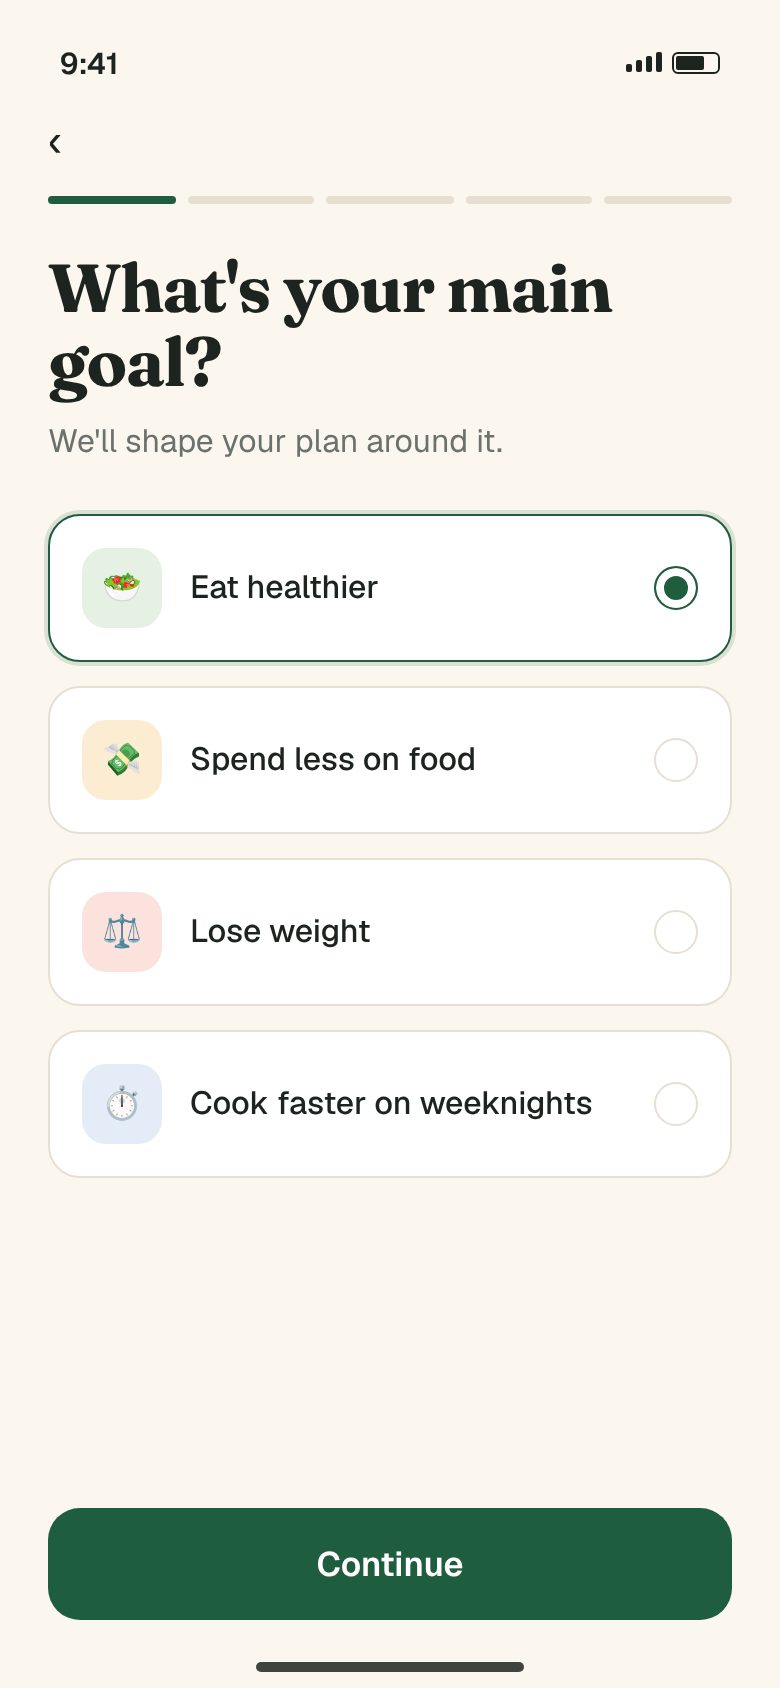 9:41
What's your main
goal?
We'll shape your plan around it.
Eat healthier
Spend less on food
Lose weight
Cook faster on weeknights
Continue